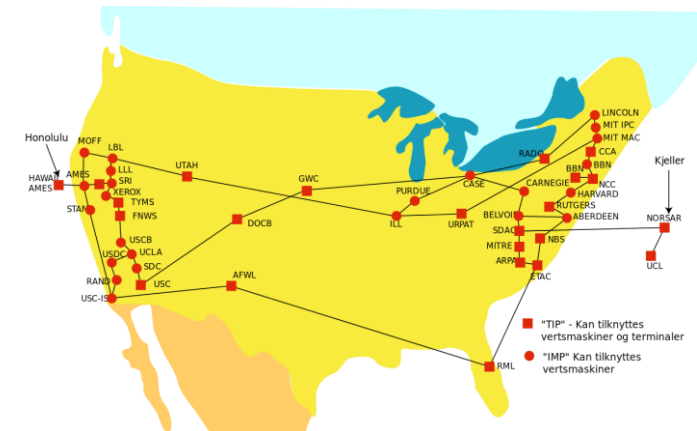 LINCOLN
MIT IPC
MIT MAC
Honolulu
MOFF
LBL
CCA
RADO
Kjeller
BBN
BBN
LLL
HAWAI
AMES
AMES
SRI
UTAH
GWC
CASE
NCC
XEROX
PURDUE
CARNEGIE
HARVARD
TYMS
RUTGERS
STAN
FNWS
DOCB
ILL
URPAT
BELVOIR
ABERDEEN
NORSAR
USCB
SDAC
NBS
USDC
UCLA
MITRE
SDC
ARPA
UCL
RAND
USC
AFWL
ETAC
USC-ISI
"TIP" - Kan tilknyttes
vertsmaskiner og terminaler
"IMP" Kan tilknyttes
vertsmaskiner
RML